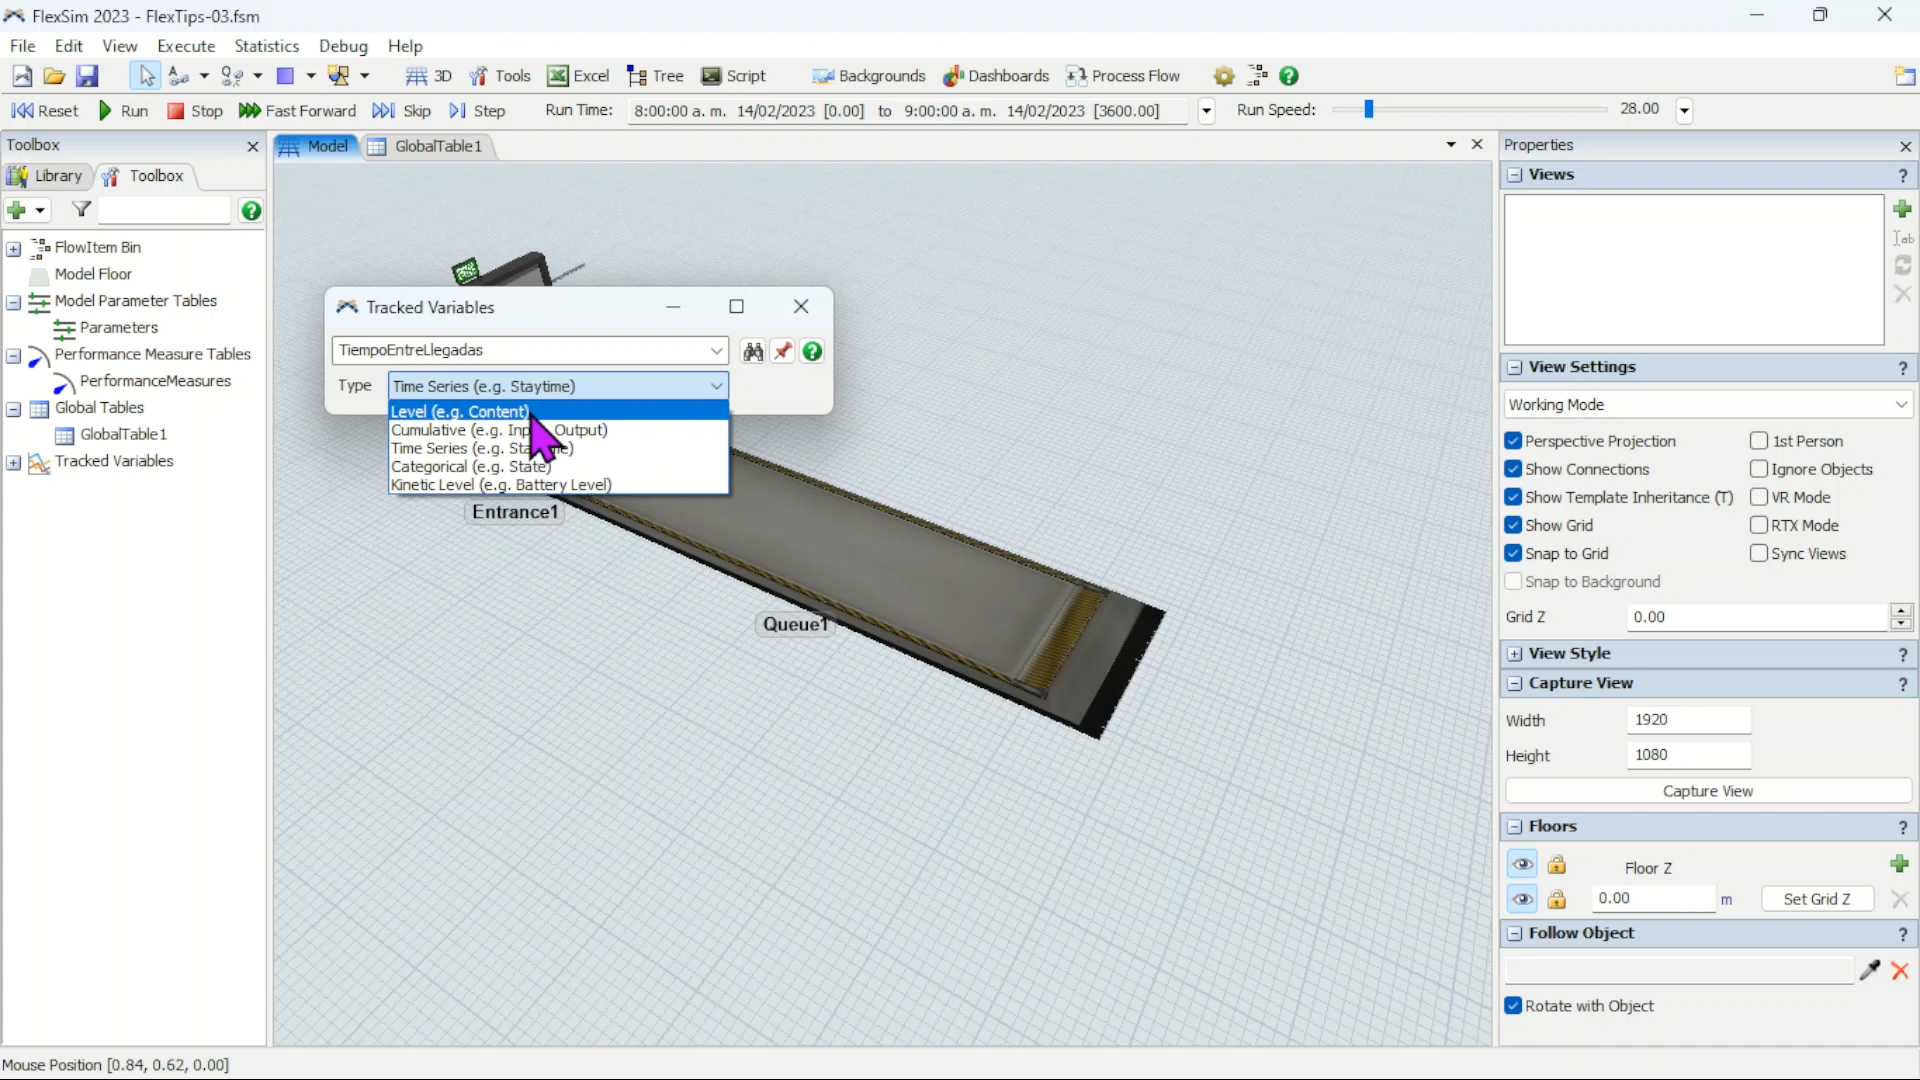 FlexSim 2023 - FlexTips-03.fsm
File Edit View Execute Statistics Debug Help
3D Tools Excel Tree Script Backgrounds Dashboards Process Flow
Reset Run Stop Fast Forward Skip Step Run Time: 8:00:00 a. m. 14/02/2023 [0.00] to 9:00:00 a. m. 14/02/2023 [3600.00] Run Speed: 28.00
Toolbox
Library Toolbox
FlowItem Bin
Model Floor
Model Parameter Tables
Parameters
Performance Measure Tables
PerformanceMeasures
Global Tables
GlobalTable1
Tracked Variables
Model GlobalTable1
Tracked Variables
TiempoEntreLlegadas
Type Time Series (e.g. Staytime)
Level (e.g. Content)
Cumulative (e.g. Output)
Time Series (e.g.
Categorical (e.g. State)
Kinetic Level (e.g. Battery Level)
Entrance1
Queue1
Properties
Views
View Settings
Working Mode
Perspective Projection 1st Person
Show Connections Ignore Objects
Show Template Inheritance (T) VR Mode
Show Grid RTX Mode
Snap to Grid Sync Views
Snap to Background
Grid Z 0.00
View Style
Capture View
Width 1920
Height 1080
Capture View
Floors
Floor Z
0.00 m Set Grid Z
Follow Object
Rotate with Object
Mouse Position [0.84, 0.62, 0.00]